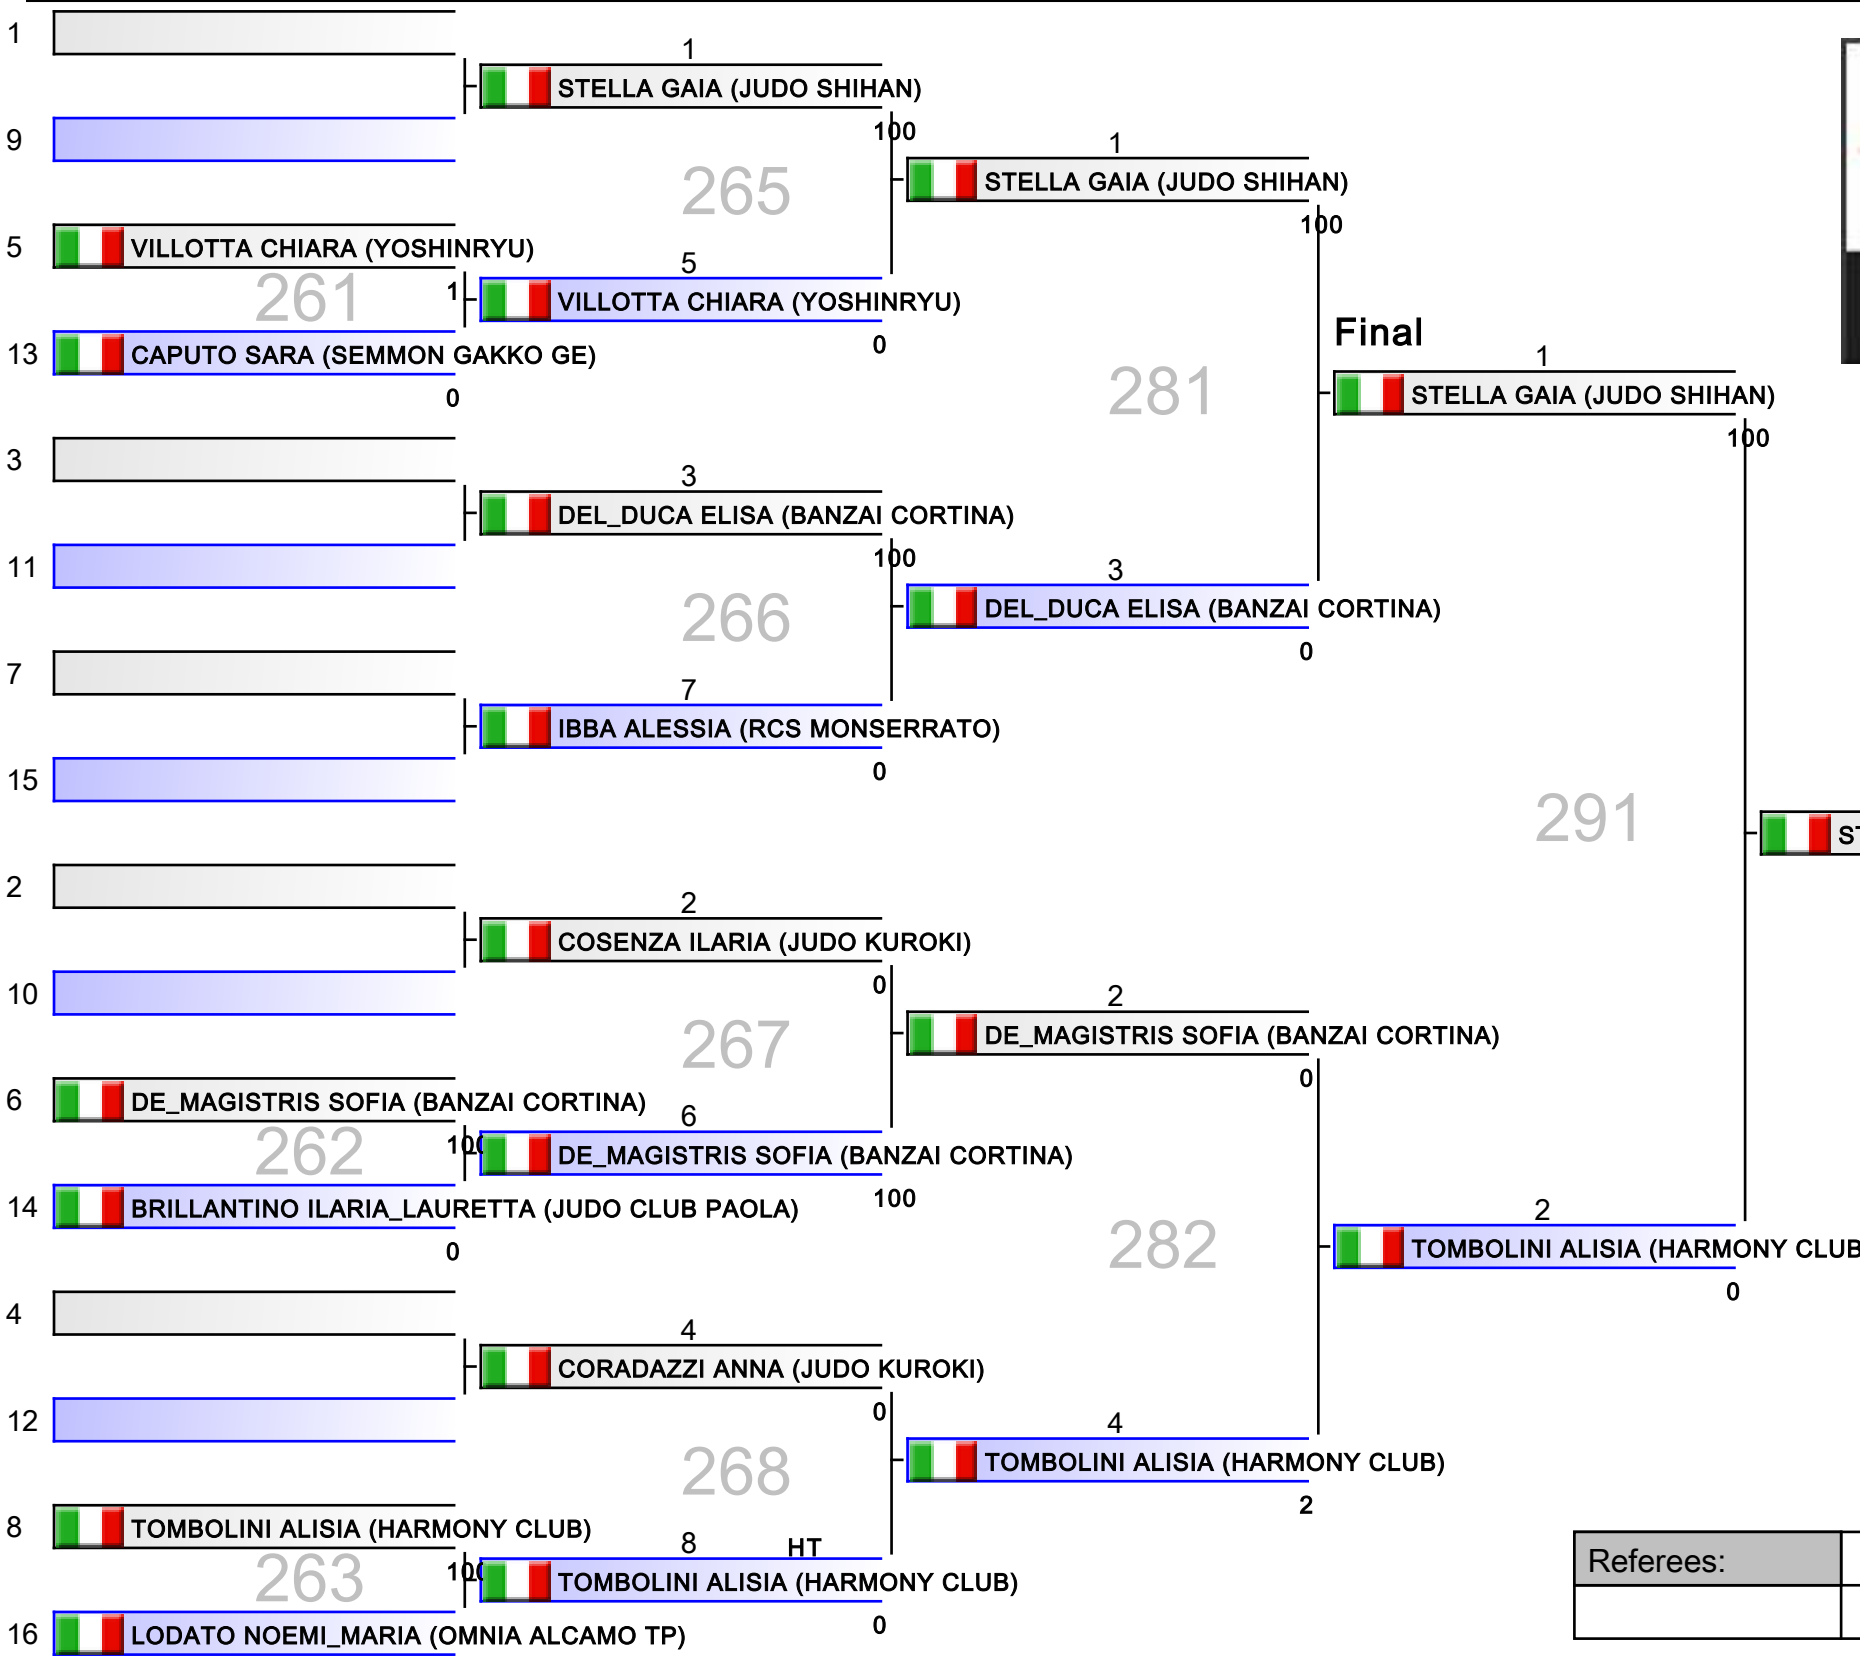 1
1
STELLA GAIA (JUDO SHIHAN)
100
9
1
STELLA GAIA (JUDO SHIHAN)
265
100
5
VILLOTTA CHIARA (YOSHINRYU)
5
261
1
VILLOTTA CHIARA (YOSHINRYU)
0
Final
13
CAPUTO SARA (SEMMON GAKKO GE)
0
281
1
STELLA GAIA (JUDO SHIHAN)
100
3
3
DEL_DUCA ELISA (BANZAI CORTINA)
100
11
3
DEL_DUCA ELISA (BANZAI CORTINA)
0
266
7
7
IBBA ALESSIA (RCS MONSERRATO)
0
15
291
ST
2
2
COSENZA ILARIA (JUDO KUROKI)
0
10
2
DE_MAGISTRIS SOFIA (BANZAI CORTINA)
0
267
6
DE_MAGISTRIS SOFIA (BANZAI CORTINA)
6
262
100
DE_MAGISTRIS SOFIA (BANZAI CORTINA)
100
14
BRILLANTINO ILARIA_LAURETTA (JUDO CLUB PAOLA)
0
282
2
TOMBOLINI ALISIA (HARMONY CLUB
0
4
4
CORADAZZI ANNA (JUDO KUROKI)
0
12
4
TOMBOLINI ALISIA (HARMONY CLUB)
2
268
8
TOMBOLINI ALISIA (HARMONY CLUB)
8
HT
263
100
TOMBOLINI ALISIA (HARMONY CLUB)
0
16
LODATO NOEMI_MARIA (OMNIA ALCAMO TP)
Referees: